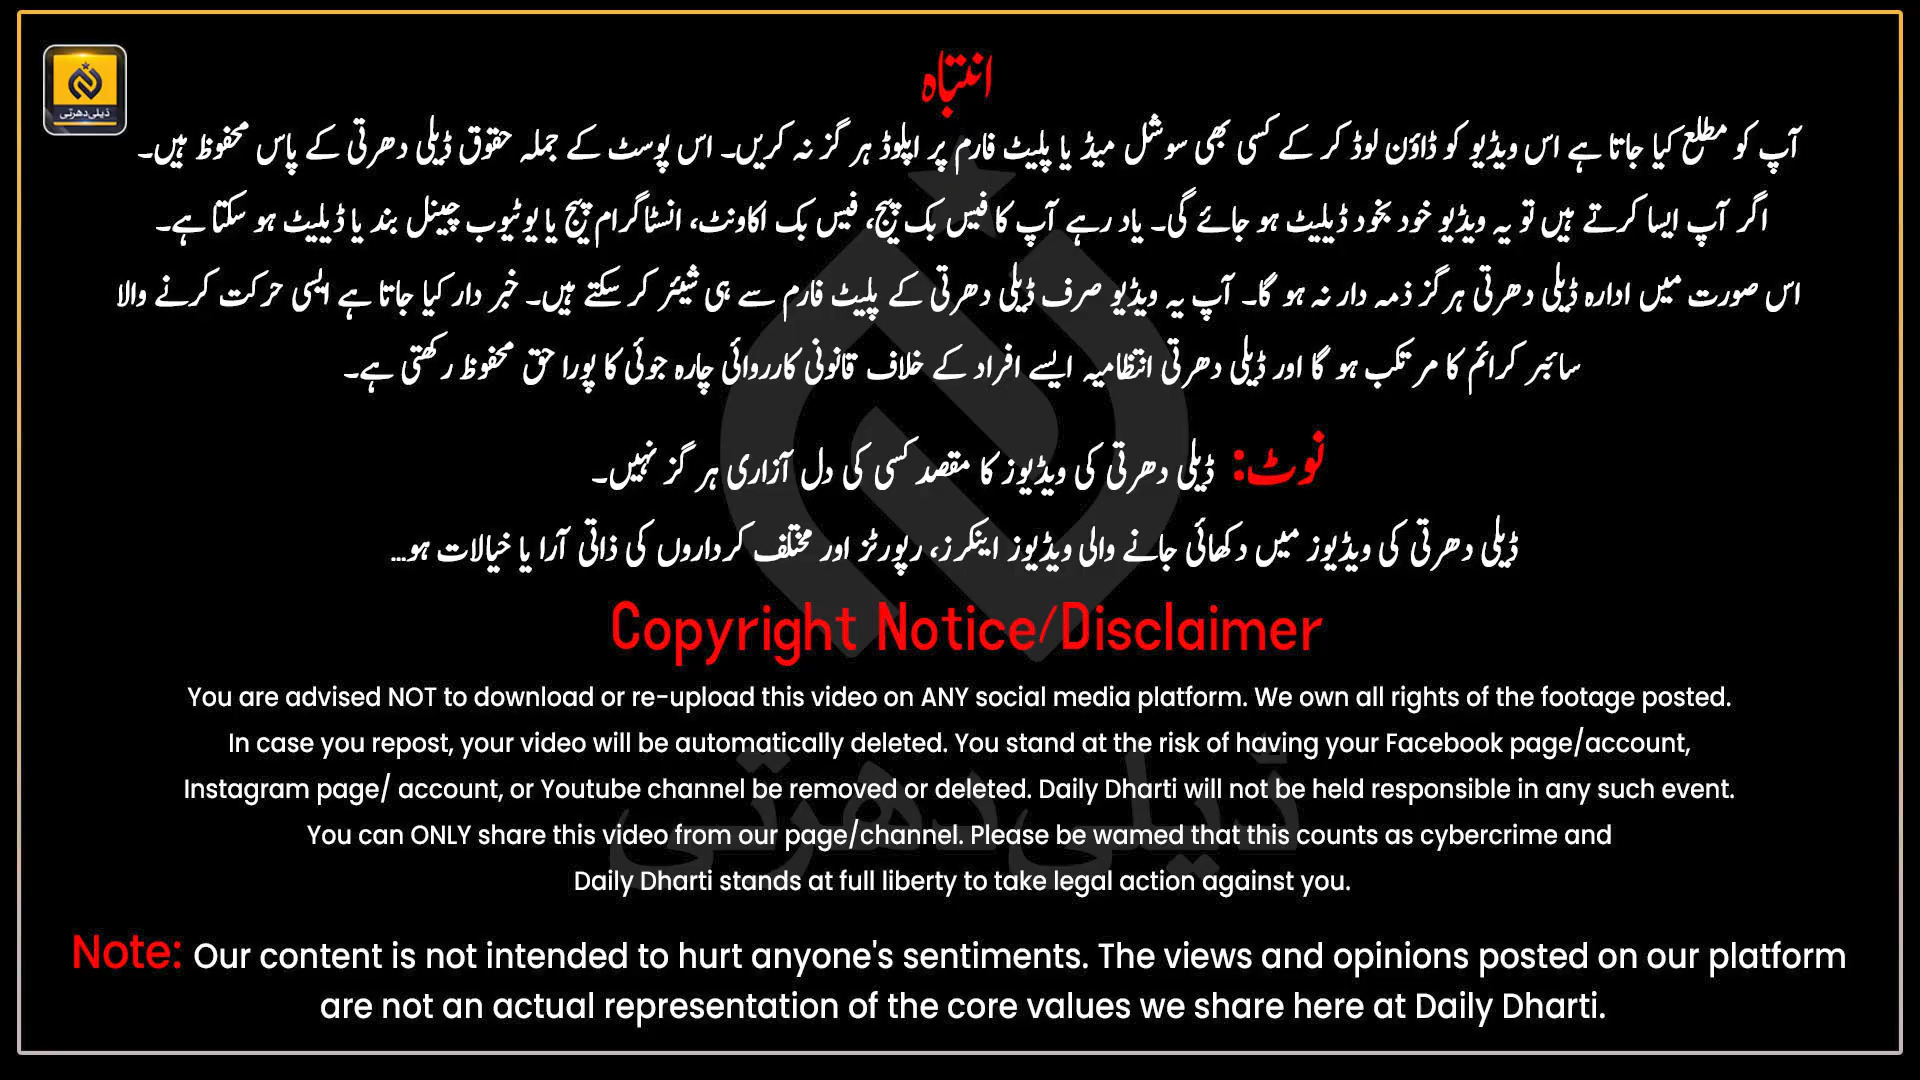 ڈیلی دھرتی
انتباہ
آپ کو مطلع کیا جاتا ہے اس ویڈیو کو ڈاؤن لوڈ کر کے کسی بھی سوشل میڈ یا پلیٹ فارم پر اپلوڈ ہر گز نہ کریں۔ اس پوسٹ کے جملہ حقوق ڈیلی دھرتی کے پاس محفوظ ہیں۔
اگر آپ ایسا کرتے ہیں تو یہ ویڈیو خود بخود ڈیلیٹ ہو جائے گی۔ یاد رہے آپ کا فیس بک پیج، فیس بک اکاونٹ، انسٹاگرام پیج یا یوٹیوب چینل بند یا ڈیلیٹ ہو سکتا ہے۔
اس صورت میں ادارہ ڈیلی دھرتی ہرگز ذمہ دار نہ ہو گا۔ آپ یہ ویڈیو صرف ڈیلی دھرتی کے پلیٹ فارم سے ہی شیئر کر سکتے ہیں۔ خبر دار کیا جاتا ہے ایسی حرکت کرنے والا
سائبر کرائم کا مرتکب ہو گا اور ڈیلی دھرتی انتظامیہ ایسے افراد کے خلاف قانونی کارروائی چارہ جوئی کا پورا حق محفوظ رکھتی ہے۔
نوٹ: ڈیلی دھرتی کی ویڈیوز کا مقصد کسی کی دل آزاری ہر گز نہیں۔
ڈیلی دھرتی کی ویڈیوز میں دکھائی جانے والی ویڈیوز اینکرز، رپورٹز اور مختلف کرداروں کی ذاتی آرا یا خیالات ہو...
Copyright Notice/Disclaimer
You are advised NOT to download or re-upload this video on ANY social media platform. We own all rights of the footage posted.
In case you repost, your video will be automatically deleted. You stand at the risk of having your Facebook page/account,
Instagram page/ account, or Youtube channel be removed or deleted. Daily Dharti will not be held responsible in any such event.
You can ONLY share this video from our page/channel. Please be wamed that this counts as cybercrime and
Daily Dharti stands at full liberty to take legal action against you.
ڈیلی دھرتی
Note: Our content is not intended to hurt anyone's sentiments. The views and opinions posted on our platform
are not an actual representation of the core values we share here at Daily Dharti.